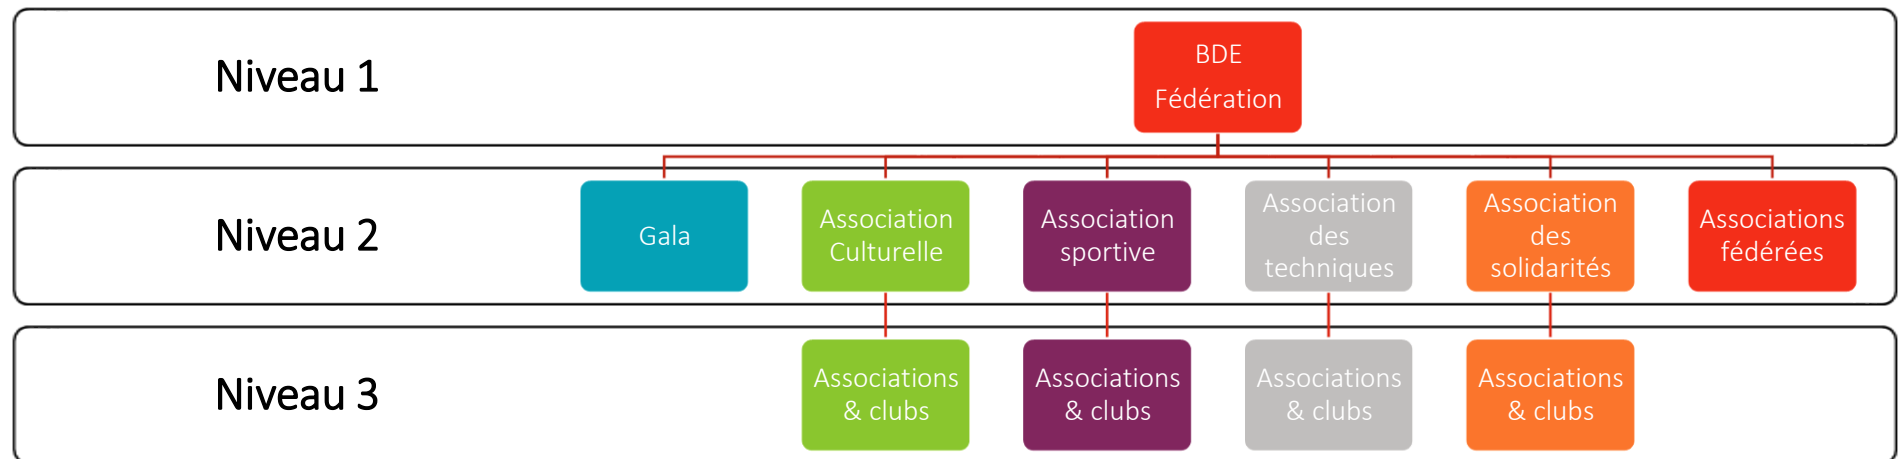 Niveau 1
BDE
Fédération
Niveau 2
Gala
Association
Culturelle
Association
sportive
Association
des
techniques
Association
des
solidarités
Associations
fédérées
Niveau 3
Associations
& clubs
Associations
& clubs
Associations
& clubs
Associations
& clubs